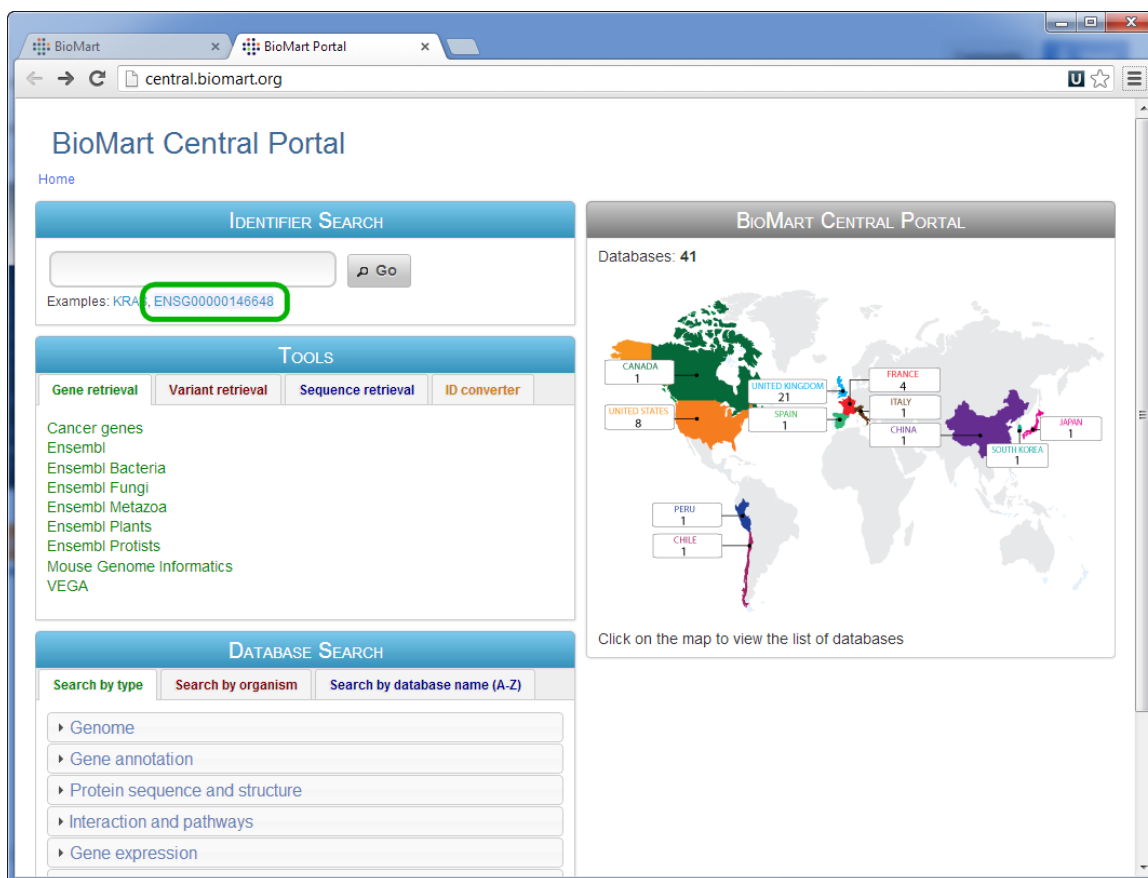 BioMart
BioMart Portal
central.biomart.org
BioMart Central Portal
Home
IDENTIFIER SEARCH
Go
Examples: KRAS, ENSG00000146648
TOOLS
Gene retrieval
Variant retrieval
Sequence retrieval
ID converter
Cancer genes
Ensembl
Ensembl Bacteria
Ensembl Fungi
Ensembl Metazoa
Ensembl Plants
Ensembl Protists
Mouse Genome Informatics
VEGA
DATABASE SEARCH
Search by type
Search by organism
Search by database name (A-Z)
Genome
Gene annotation
Protein sequence and structure
Interaction and pathways
Gene expression
BIOMART CENTRAL PORTAL
Databases: 41
CANADA
1
UNITED STATES
8
UNITED KINGDOM
21
SPAIN
1
FRANCE
4
ITALY
1
CHINA
1
SOUTH KOREA
1
JAPAN
1
PERU
1
CHILE
1
Click on the map to view the list of databases